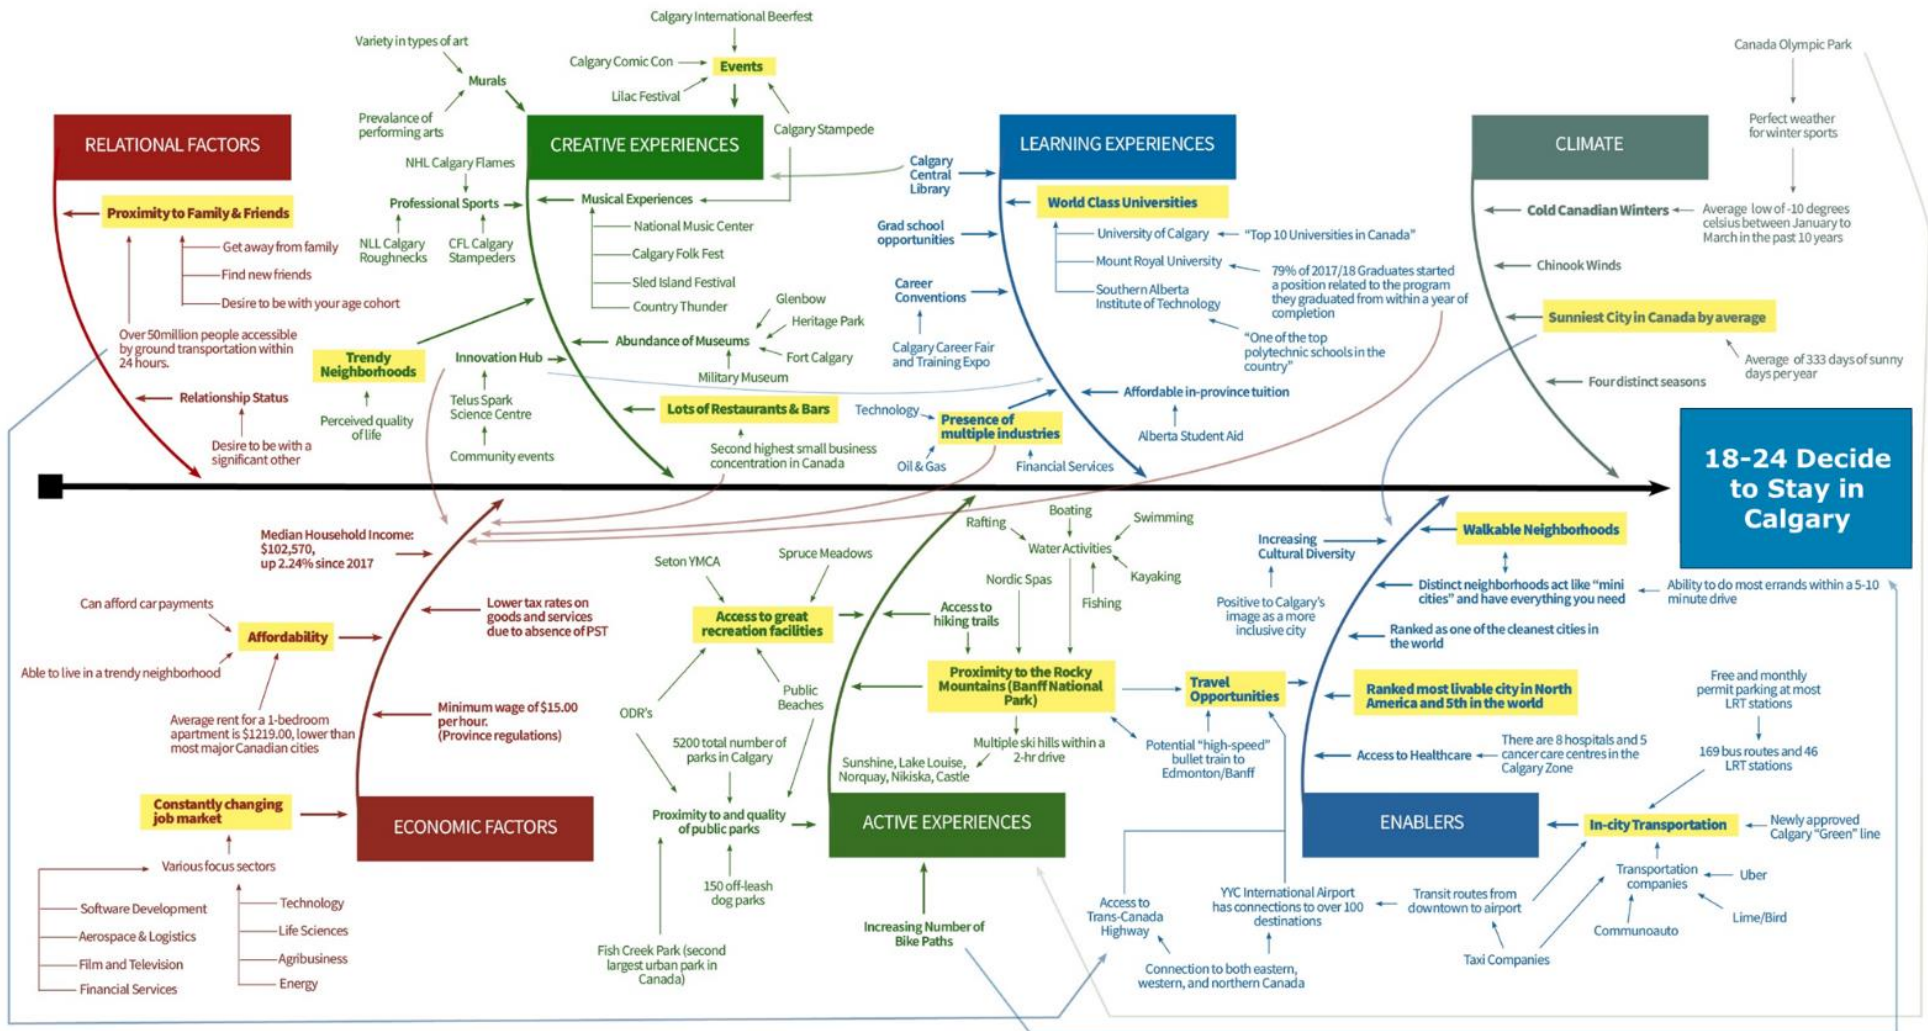 Calgary International Beerfest
Variety in types of art
Calgary Comic Con
Events
Murals
Lilac Festival
Prevalance of
performing arts
Calgary Stampede
Canada Olympic Park
Perfect weather
for winter sports
RELATIONAL FACTORS
CREATIVE EXPERIENCES
LEARNING EXPERIENCES
CLIMATE
Proximity to Family & Friends
Get away from family
Find new friends
Desire to be with your age cohort
Over 50million people accessible
by ground transportation within
24 hours.
Relationship Status
Desire to be with a
significant other
NHL Calgary Flames
Professional Sports
NLL Calgary
Roughnecks
CFL Calgary
Stampeders
Musical Experiences
National Music Center
Calgary Folk Fest
Sled Island Festival
Country Thunder
Trendy
Neighborhoods
Perceived quality
of life
Innovation Hub
Telus Spark
Science Centre
Community events
Abundance of Museums
Glenbow
Heritage Park
Fort Calgary
Military Museum
Lots of Restaurants & Bars
Second highest small business
concentration in Canada
Calgary
Central
Library
Grad school
opportunities
Career
Conventions
Calgary Career Fair
and Training Expo
World Class Universities
University of Calgary
"Top 10 Universities in Canada"
Mount Royal University
79% of 2017/18 Graduates started
a position related to the program
they graduated from within a year of
completion
Southern Alberta
Institute of Technology
"One of the top
polytechnic schools in the
country"
Affordable in-province tuition
Alberta Student Aid
Technology
Presence of
multiple industries
Oil & Gas
Financial Services
Cold Canadian Winters
Average low of -10 degrees
celsius between January to
March in the past 10 years
Chinook Winds
Sunniest City in Canada by average
Average of 333 days of sunny
days per year
Four distinct seasons
18-24 Decide
to Stay in
Calgary
Median Household Income:
$102,570,
up 2.24% since 2017
Lower tax rates on
goods and services
due to absence of PST
Can afford car payments
Affordability
Able to live in a trendy neighborhood
Average rent for a 1-bedroom
apartment is $1219.00, lower than
most major Canadian cities
Minimum wage of $15.00
per hour.
(Province regulations)
Constantly changing
job market
Various focus sectors
Software Development
Aerospace & Logistics
Film and Television
Financial Services
Technology
Life Sciences
Agribusiness
Energy
ECONOMIC FACTORS
Seton YMCA
Spruce Meadows
Access to great
recreation facilities
ODR's
Public
Beaches
5200 total number of
parks in Calgary
Proximity to and quality
of public parks
150 off-leash
dog parks
Fish Creek Park (second
largest urban park in
Canada)
Rafting
Boating
Swimming
Water Activities
Kayaking
Fishing
Nordic Spas
Access to
hiking trails
Proximity to the Rocky
Mountains (Banff National
Park)
Multiple ski hills within a
2-hr drive
Sunshine, Lake Louise,
Norquay, Nikiska, Castle
ACTIVE EXPERIENCES
Increasing Number of
Bike Paths
Increasing
Cultural Diversity
Positive to Calgary's
image as a more
inclusive city
Travel
Opportunities
Potential "high-speed"
bullet train to
Edmonton/Banff
Walkable Neighborhoods
Distinct neighborhoods act like "mini
cities" and have everything you need
Ability to do most errands within a 5-10
minute drive
Ranked as one of the cleanest cities in
the world
Ranked most livable city in North
America and 5th in the world
Access to Healthcare
There are 8 hospitals and 5
cancer care centres in the
Calgary Zone
Free and monthly
permit parking at most
LRT stations
169 bus routes and 46
LRT stations
ENABLERS
In-city Transportation
Newly approved
Calgary "Green" line
Transportation
companies
Uber
Lime/Bird
Communoauto
Taxi Companies
Transit routes from
downtown to airport
YYC International Airport
has connections to over 100
destinations
Access to
Trans-Canada
Highway
Connection to both eastern,
western, and northern Canada